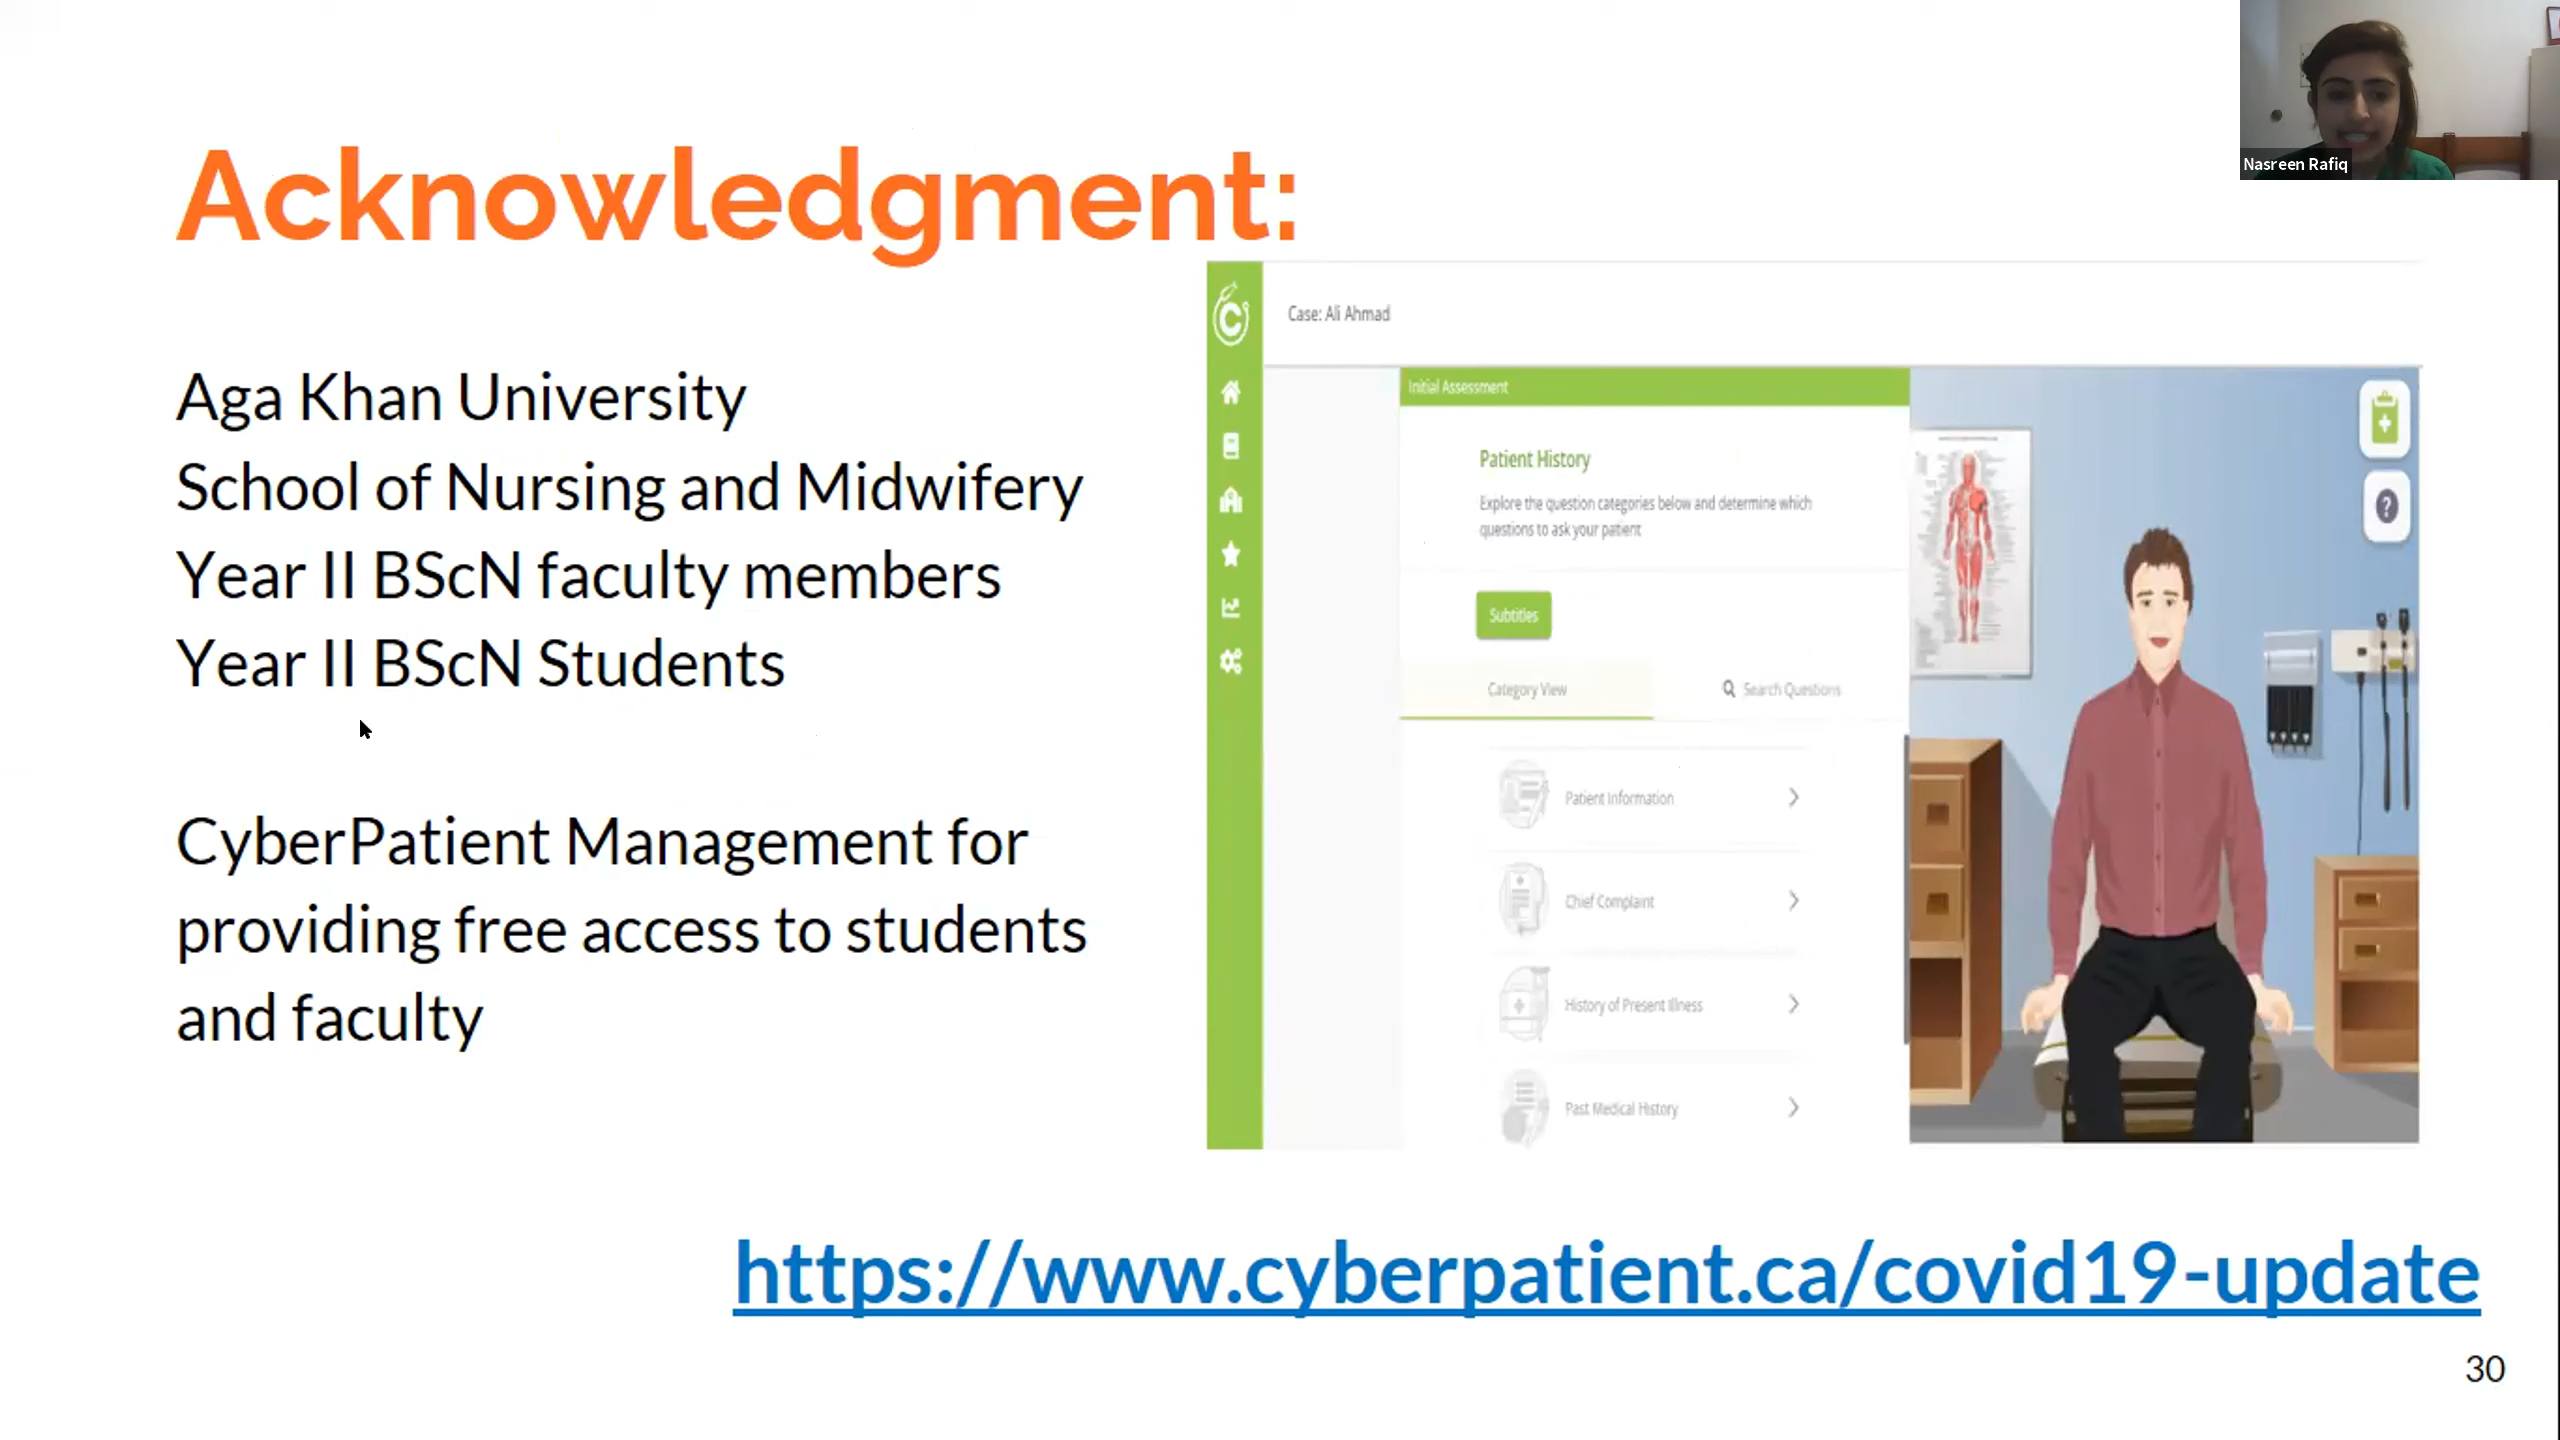 Nasreen Rafiq
Acknowledgment:
Aga Khan University
School of Nursing and Midwifery
Year II BScN faculty members
Year II BScN Students
CyberPatient Management for
providing free access to students
and faculty
C
Case: Ali Ahmad
Initial Assessment
Patient History
Explore the question categories below and determine which
questions to ask your patient
Subtitles
Category View
Search Questions
Patient Information
Chief Complaint
History of Present Illness
Past Medical History
?
https://www.cyberpatient.ca/covid19-update
30